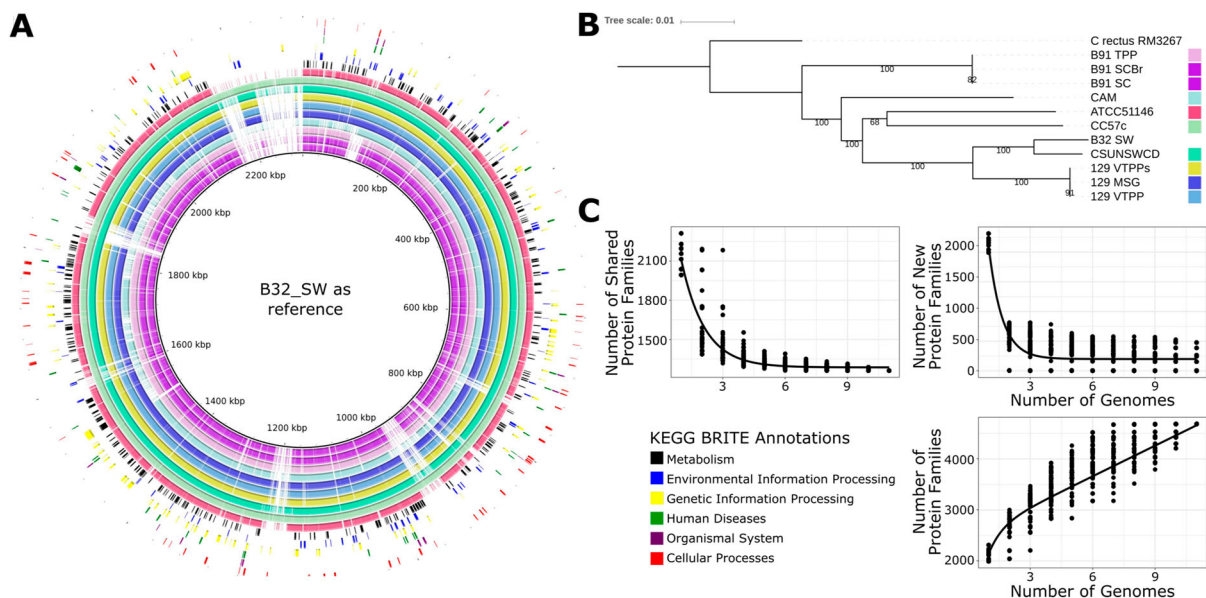 A
B32_SW as
reference
200
400 kbp
600 kbp
800 kbp
1000 kbp
1200 kbp
1400 kbp
1600 kbp
1800 kbp
2000 kbp
2200 kbp
B
Tree scale: 0.01
C rectus RM3267
B91 TPP
B91 SCBr
B91 SC
CAM
ATCC51146
CC57c
B32 SW
CSUNSWCD
129 VTPPs
129 MSG
129 VTPP
100
82
100
68
100
100
100
100
91
C
Number of Shared
Protein Families
2100
1800
1500
3
6
9
Number of New
Protein Families
2000
1500
1000
500
0
3
6
9
Number of Genomes
KEGG BRITE Annotations
Metabolism
Environmental Information Processing
Genetic Information Processing
Human Diseases
Organismal System
Cellular Processes
Number of
Protein Families
4000
3000
2000
3
6
9
Number of Genomes